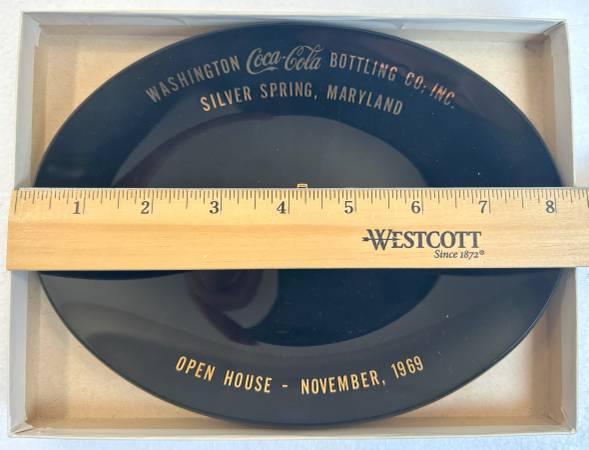 WASHINGTON Coca-Cola BOTTLING CO; INC.
SILVER SPRING, MARYLAND
1 2 3 4 5 6 7 8
WESTCOTT
Since 1872®
OPEN HOUSE - NOVEMBER, 1969